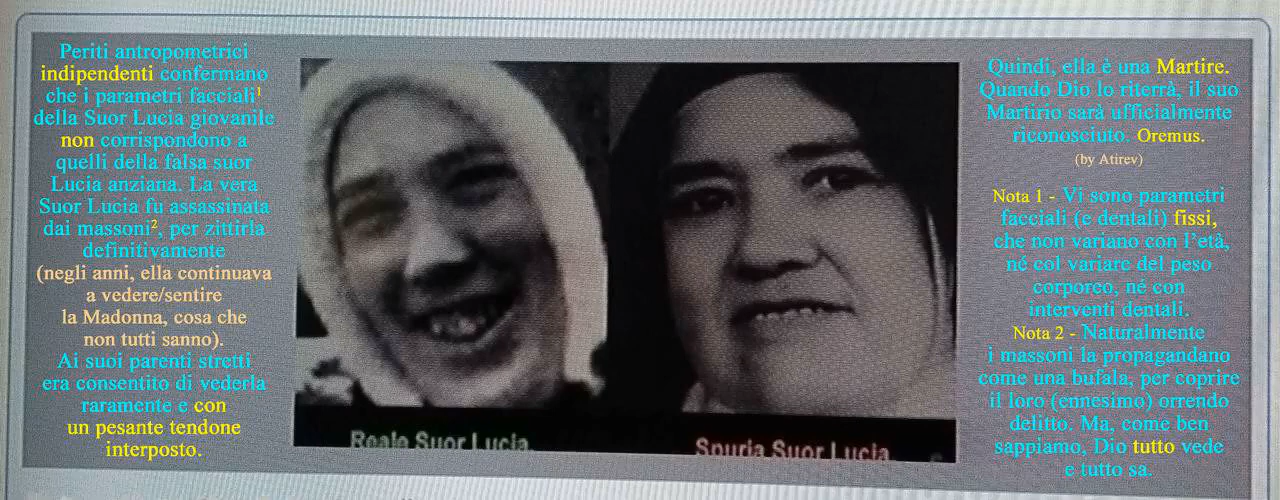 Periti antropometrici
indipendenti confermano
che i parametri facciali¹
della Suor Lucia giovanile
non corrispondono a
quelli della falsa suor
Lucia anziana. La vera
Suor Lucia fu assassinata
dai massoni², per zittirla
definitivamente
(negli anni, ella continuava
a vedere/sentire
la Madonna, cosa che
non tutti sanno).
Ai suoi parenti stretti
era consentito di vederla
raramente e con
un pesante tendone
interposto.
Reale Suor Lucia
Spuria Suor Lucia
Quindi, ella è una Martire.
Quando Dio lo riterrà, il suo
Martirio sarà ufficialmente
riconosciuto. Oremus.
(by Atirev)
Nota 1 - Vi sono parametri
facciali (e dentali) fissi,
che non variano con l'età,
né col variare del peso
corporeo, né con
interventi dentali.
Nota 2 - Naturalmente
i massoni la propagandano
come una bufala, per coprire
il loro (ennesimo) orrendo
delitto. Ma, come ben
sappiamo, Dio tutto vede
e tutto sa.